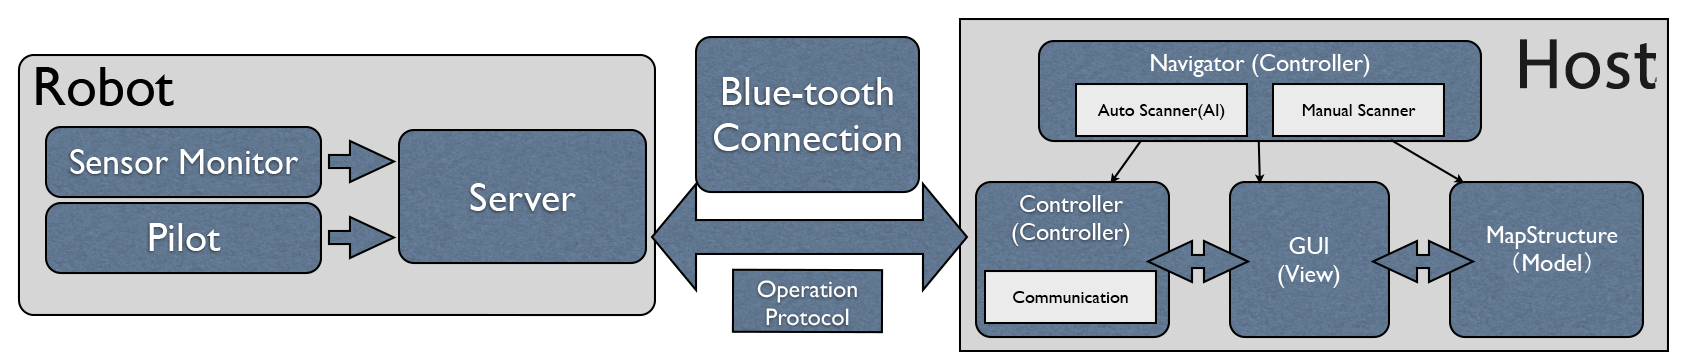 Robot
Sensor Monitor
Pilot
Server
Blue-tooth
Connection
Operation
Protocol
Host
Navigator (Controller)
Auto Scanner(AI)
Manual Scanner
Controller
(Controller)
Communication
GUI
(View)
MapStructure
（Model）